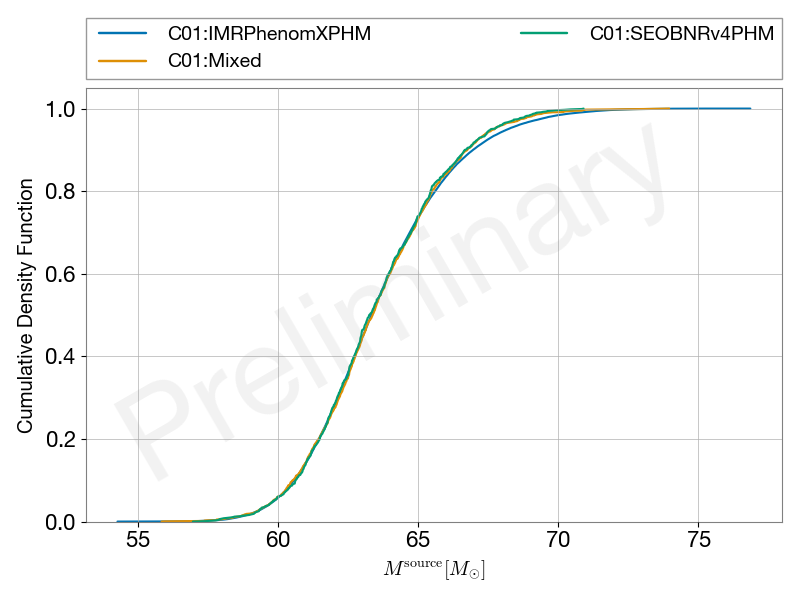 C01:IMRPhenomXPHM
C01:Mixed
C01:SEOBNRv4PHM
Preliminary
Cumulative Density Function
1.0
0.8
0.6
0.4
0.2
0.0
55 60 65 70 75
M^source [M_⊙]